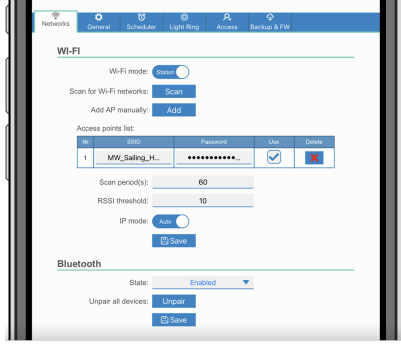 Networks General Scheduler Light Ring Access Backup & FW
Wi-Fi
Wi-Fi mode: Station
Scan for Wi-Fi networks: Scan
Add AP manually: Add
Access points list:
№ SSID Password Use Delete
1 MW_Sailing_H... ●●●●●●●●●●●...
Scan period(s): 60
RSSI threshold: 10
IP mode: Auto
Save
Bluetooth
State: Enabled
Unpair all devices: Unpair
Save